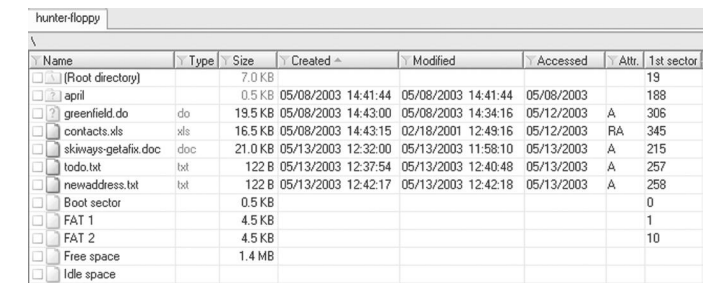 hunter-floppy
\
Name Type Size Created Modified Accessed Attr. 1st sector
(Root directory) 7.0 KB 19
april 0.5 KB 05/08/2003 14:41:44 05/08/2003 14:41:44 05/08/2003 188
greenfield.do do 19.5 KB 05/08/2003 14:43:00 05/08/2003 14:34:16 05/12/2003 A 306
contacts.xls xls 16.5 KB 05/08/2003 14:43:15 02/18/2001 12:49:16 05/12/2003 RA 345
skiways-getafix.doc doc 21.0 KB 05/13/2003 12:32:00 05/13/2003 11:58:10 05/13/2003 A 215
todo.txt txt 122 B 05/13/2003 12:37:54 05/13/2003 12:40:48 05/13/2003 A 257
newaddress.txt txt 122 B 05/13/2003 12:42:17 05/13/2003 12:42:18 05/13/2003 A 258
Boot sector 0.5 KB 0
FAT 1 4.5 KB 1
FAT 2 4.5 KB 10
Free space 1.4 MB
Idle space